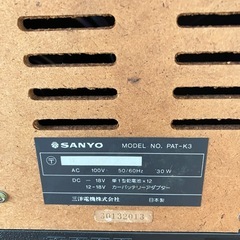 SANYO MODEL NO. PAT-K3
〒
AC 100V 50/60Hz 30W
DC ー 18V 単1型乾電池×12
12-18V カーバッテリーアダプター
三洋電機株式会社 日本製
30132013